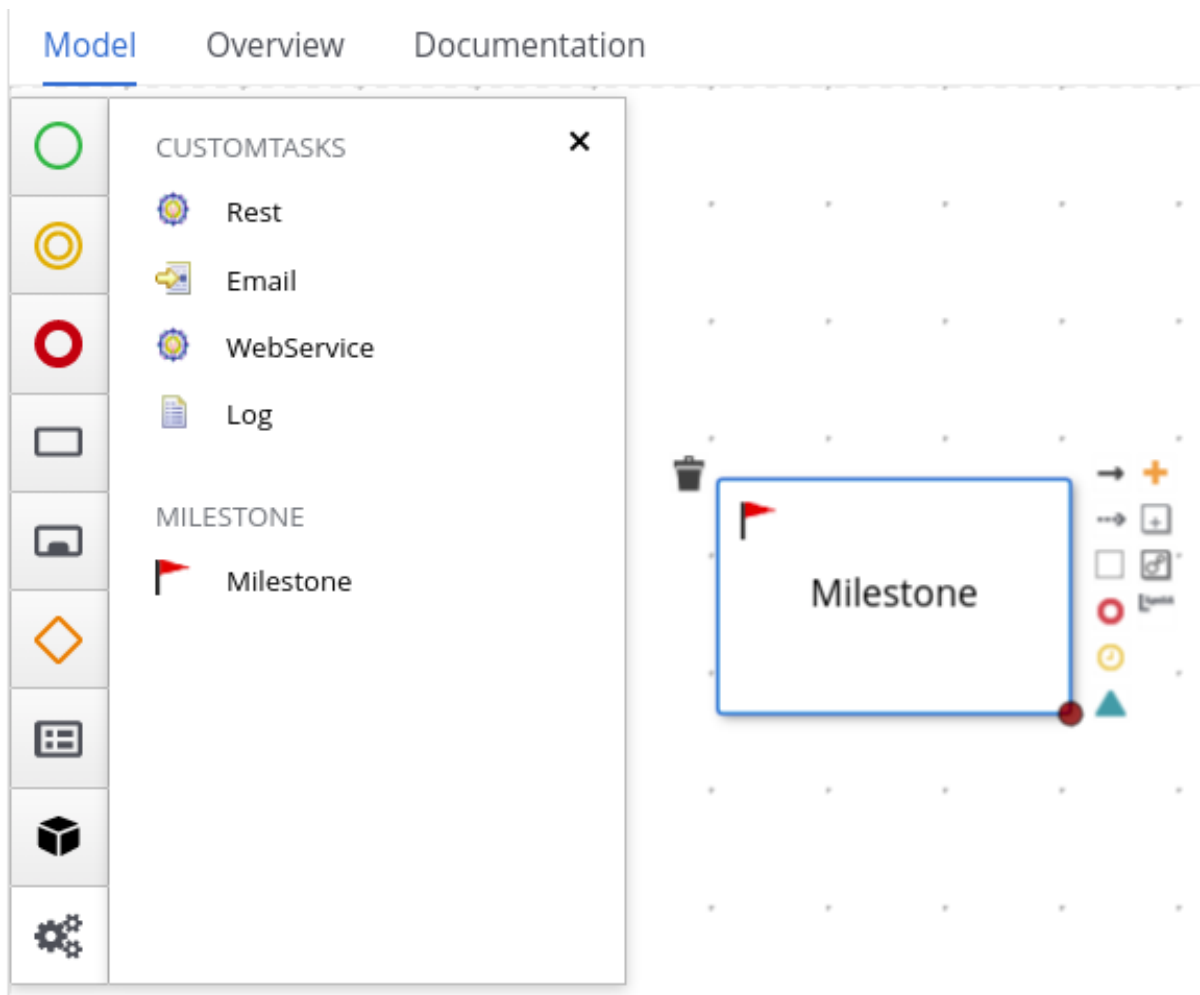 Model Overview Documentation
CUSTOMTASKS
Rest
Email
WebService
Log
MILESTONE
Milestone
Milestone